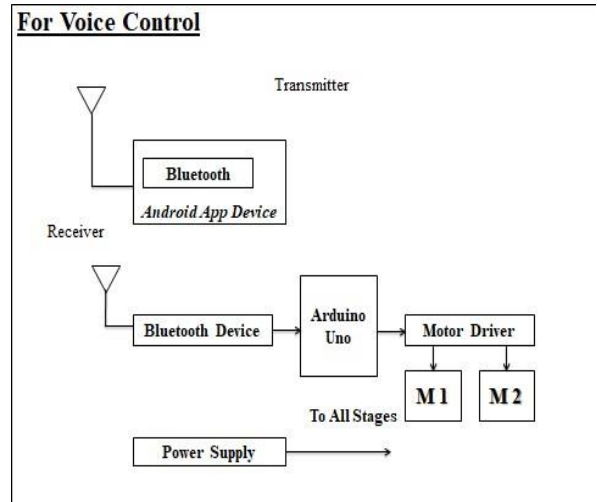 For Voice Control
Transmitter
Bluetooth
Android App Device
Receiver
Bluetooth Device
Arduino
Uno
Motor Driver
M 1
M 2
To All Stages
Power Supply